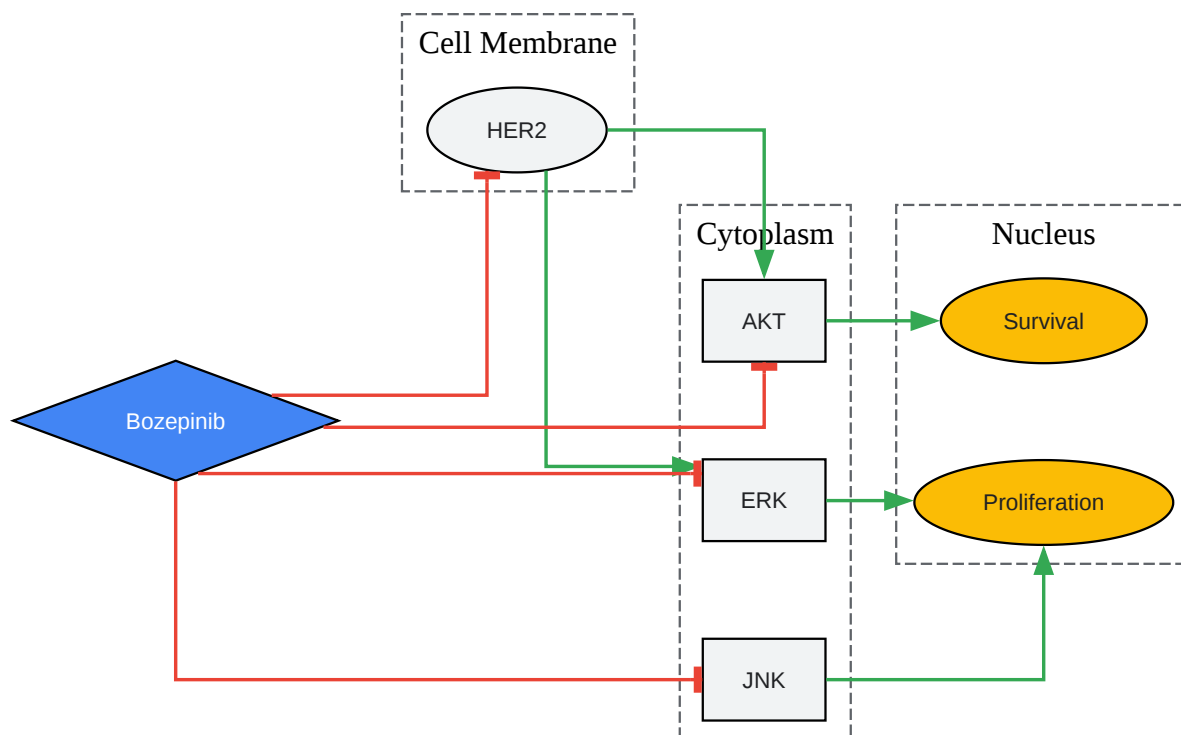 Cell Membrane
HER2
Cytoplasm
Nucleus
AKT
Survival
Bozepinib
ERK
Proliferation
JNK